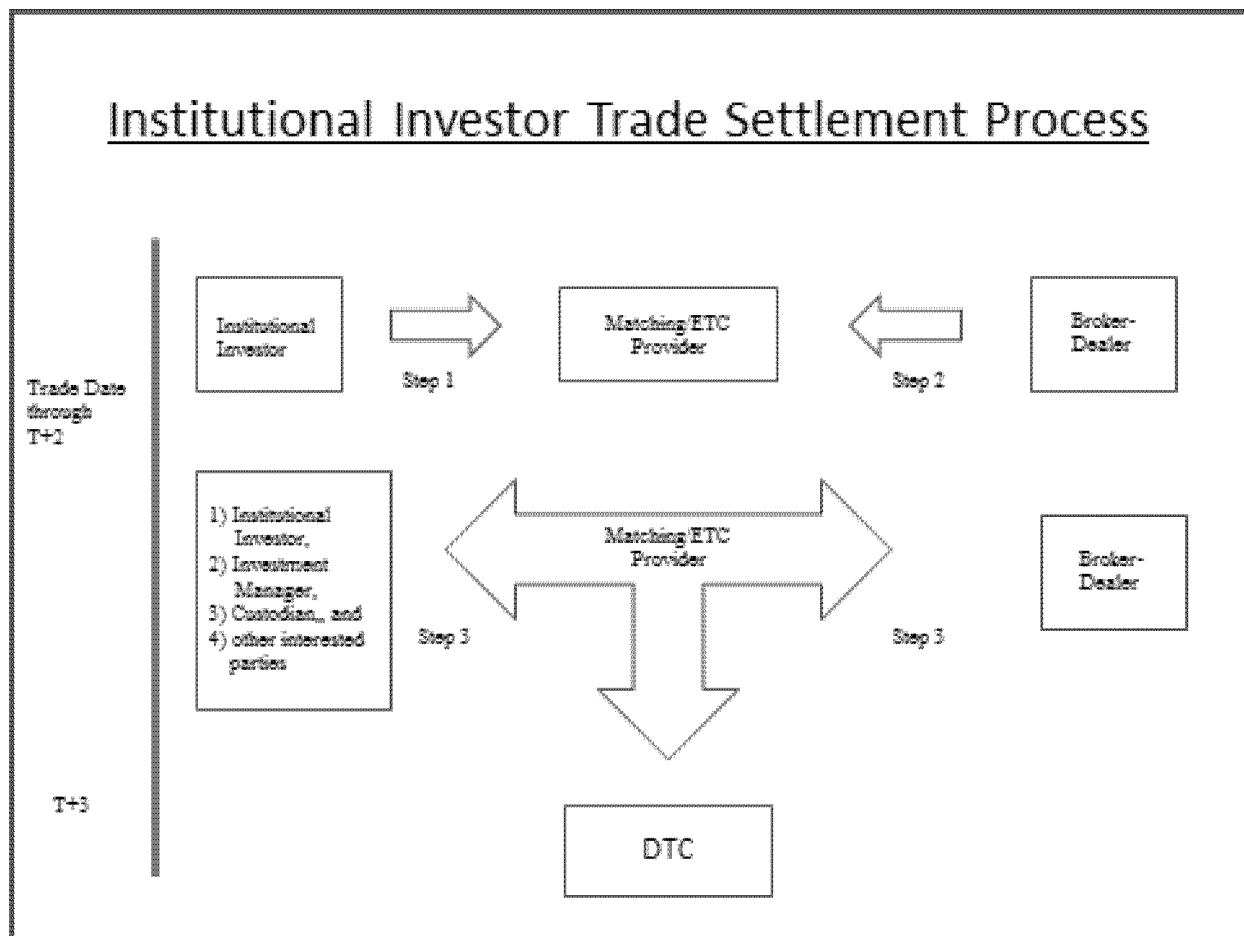 Institutional Investor Trade Settlement Process
Institutional
Investor
Step 1
Matching/ETC
Provider
Step 2
Broker-
Dealer
Trade Date
through
T+2
1) Institutional
Investor,
2) Investment
Manager,
3) Custodian,, and
4) other interested
parties
Step 3
Matching/ETC
Provider
Step 3
Broker-
Dealer
T+3
DTC